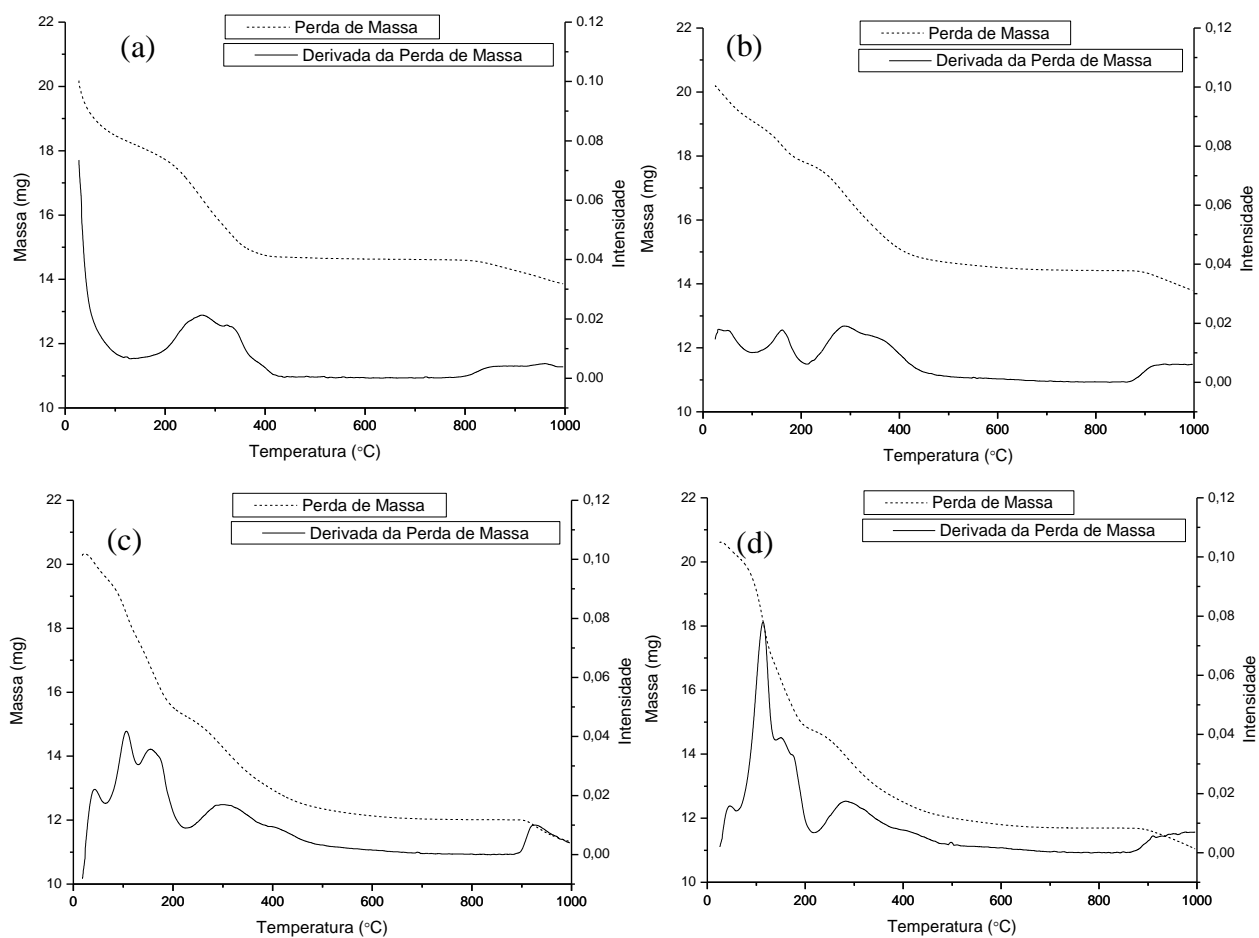 (a)
Perda de Massa
Derivada da Perda de Massa
22
20
18
16
14
12
10
Massa (mg)
0.12
0.10
0.08
0.06
0.04
0.02
0.00
Intensidade
0 200 400 600 800 1000
Temperatura (°C)
(b)
Perda de Massa
Derivada da Perda de Massa
22
20
18
16
14
12
10
Massa (mg)
0,12
0,10
0,08
0,06
0,04
0,02
0,00
Intensidade
0 200 400 600 800 1000
Temperatura (°C)
(c)
Perda de Massa
Derivada da Perda de Massa
22
20
18
16
14
12
10
Massa (mg)
0,12
0,10
0,08
0,06
0,04
0,02
0,00
Intensidade
0 200 400 600 800 1000
Temperatura (°C)
(d)
Perda de Massa
Derivada da Perda de Massa
22
20
18
16
14
12
10
Massa (mg)
0,12
0,10
0,08
0,06
0,04
0,02
0,00
Intensidade
0 200 400 600 800 1000
Temperatura (°C)